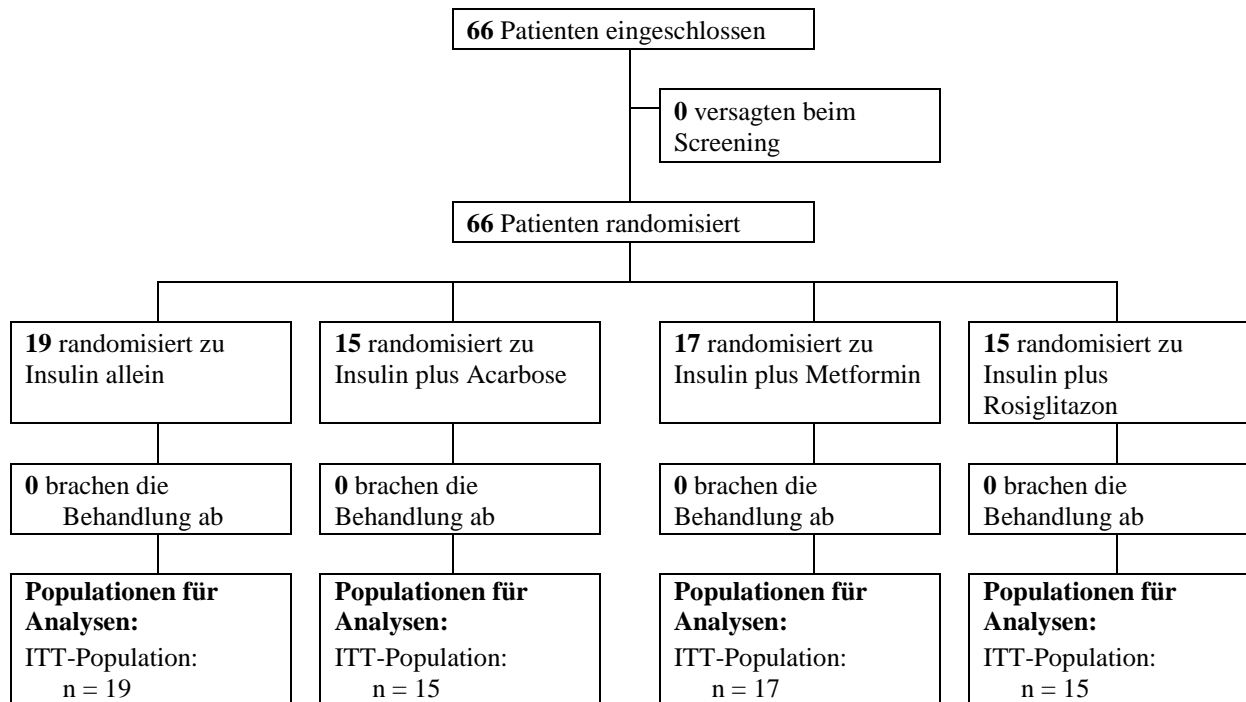 66 Patienten eingeschlossen
0 versagten beim
Screening
66 Patienten randomisiert
19 randomisiert zu
Insulin allein
15 randomisiert zu
Insulin plus Acarbose
17 randomisiert zu
Insulin plus Metformin
15 randomisiert zu
Insulin plus
Rosiglitazon
0 brachen die
Behandlung ab
0 brachen die
Behandlung ab
0 brachen die
Behandlung ab
0 brachen die
Behandlung ab
Populationen für
Analysen:
ITT-Population:
n = 19
Populationen für
Analysen:
ITT-Population:
n = 15
Populationen für
Analysen:
ITT-Population:
n = 17
Populationen für
Analysen:
ITT-Population:
n = 15